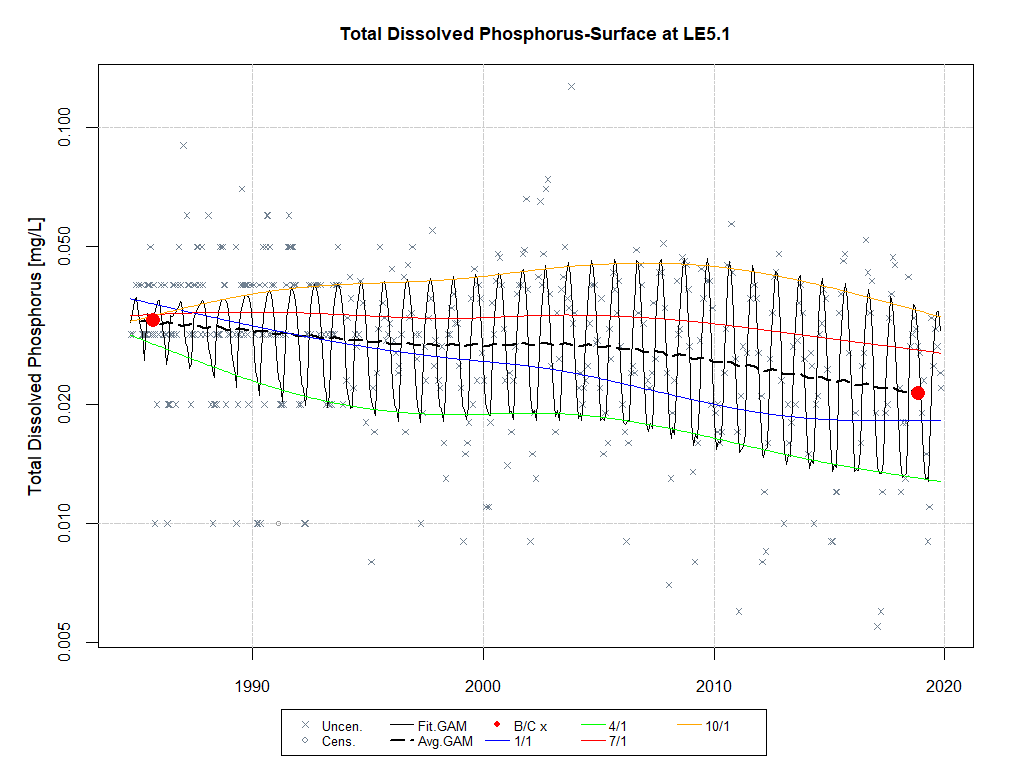 Total Dissolved Phosphorus-Surface at LE5.1
Total Dissolved Phosphorus [mg/L]
0.100
0.050
0.020
0.010
0.005
1990 2000 2010 2020
Uncen. Fit.GAM B/C x 4/1 10/1
Cens. Avg.GAM 1/1 7/1